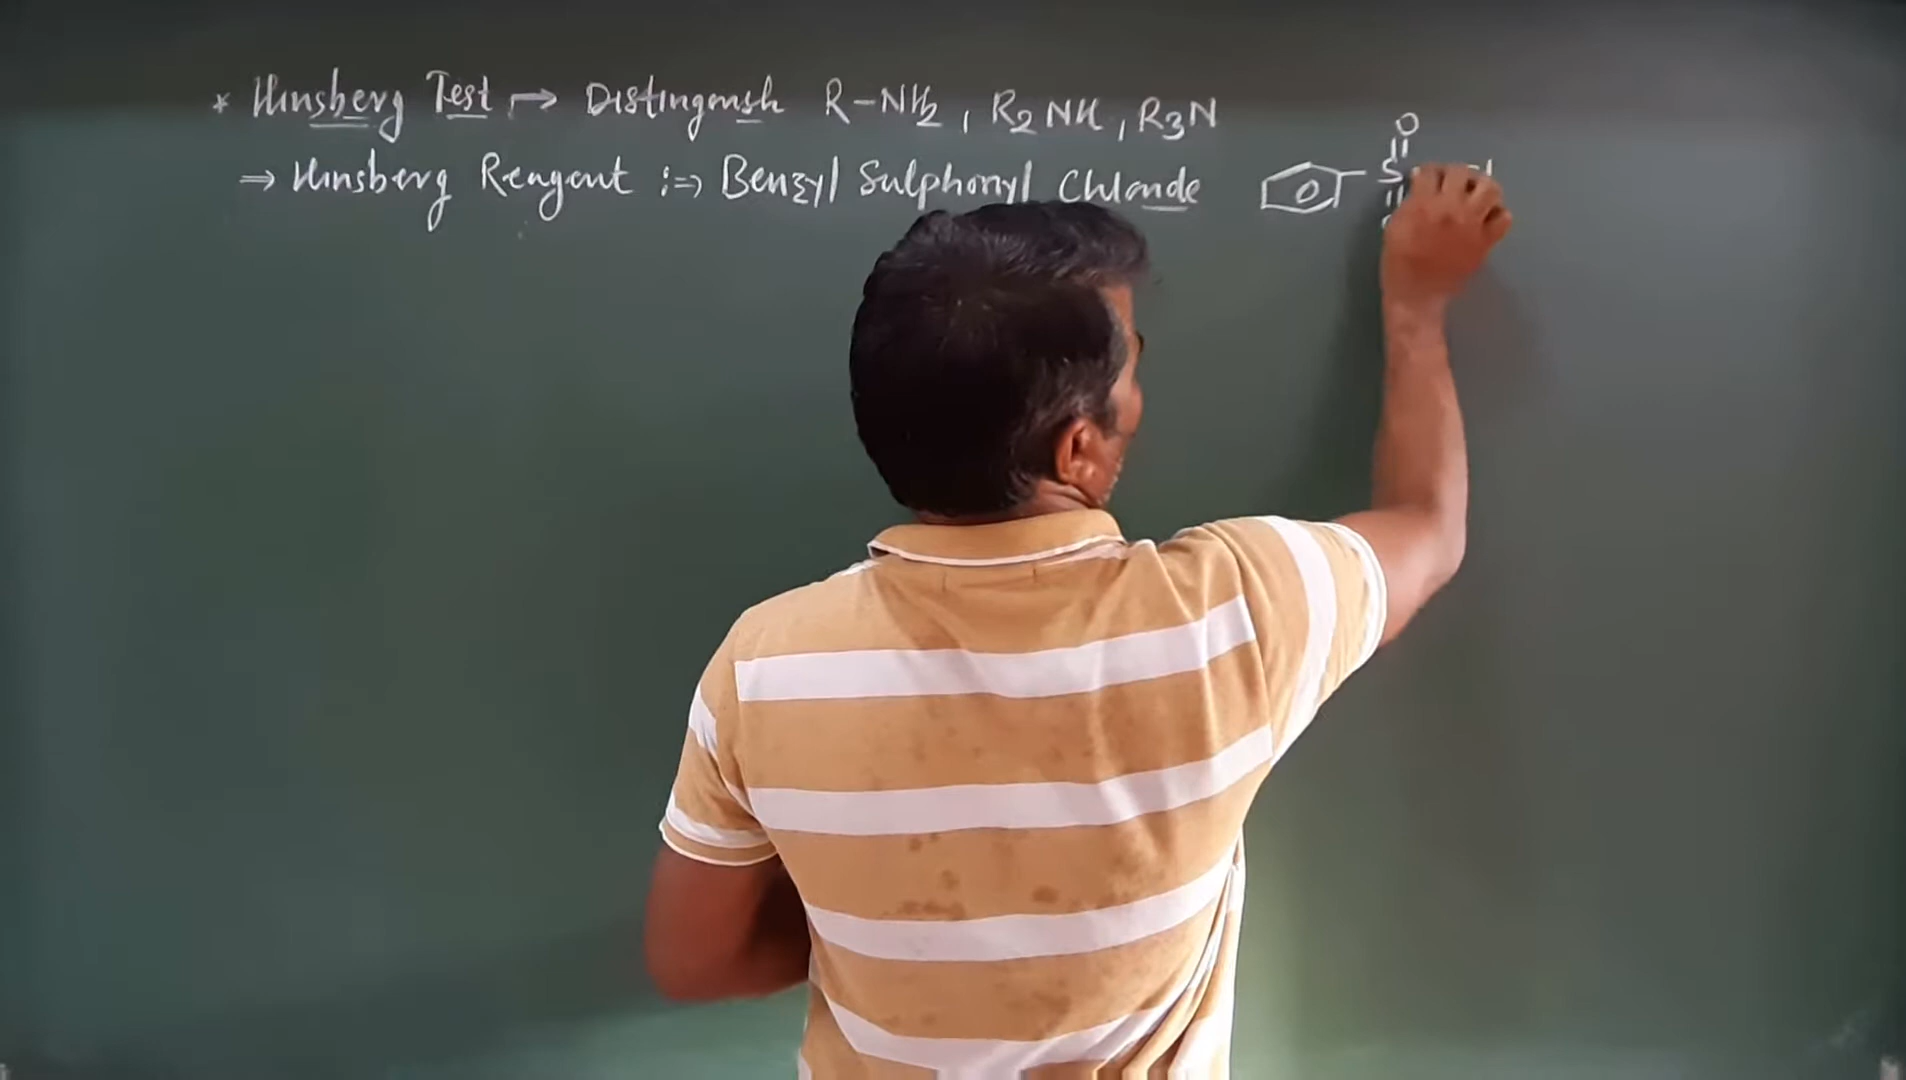 * Hinsberg Test → Distinguish R-NH2, R2NH, R3N
⇒ Hinsberg Reagent :⇒ Benzyl Sulphonyl Chloride
O
S